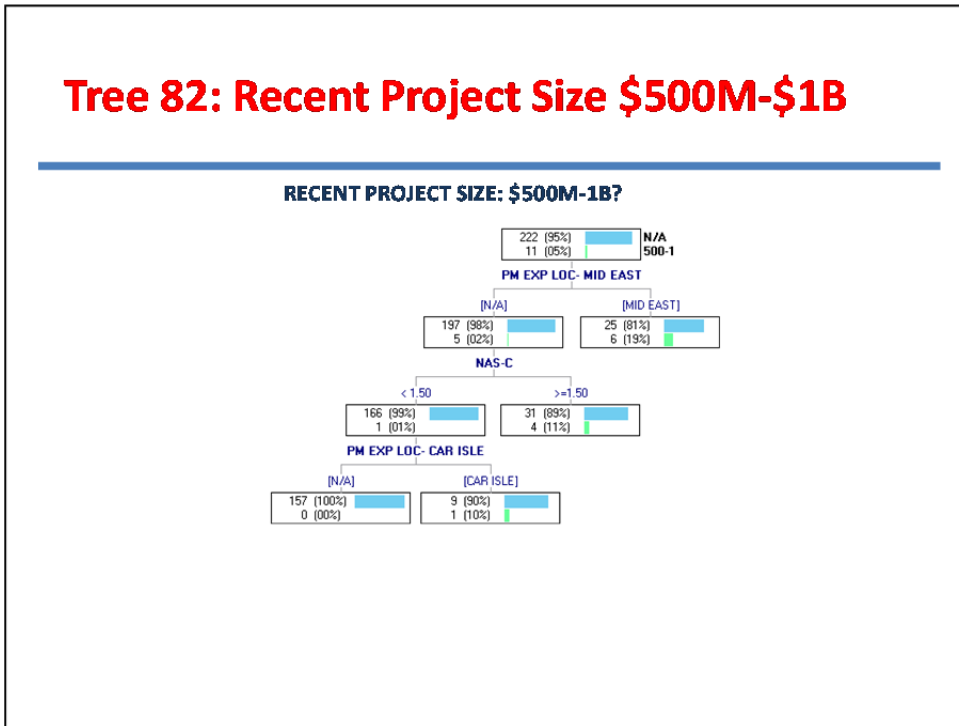 Tree 82: Recent Project Size $500M-$1B
RECENT PROJECT SIZE: $500M-1B?
222 (95%) N/A
11 (05%) 500-1
PM EXP LOC- MID EAST
[N/A] [MID EAST]
197 (98%) 25 (81%)
5 (02%) 6 (19%)
NAS-C
< 1.50 >=1.50
166 (99%) 31 (89%)
1 (01%) 4 (11%)
PM EXP LOC- CAR ISLE
[N/A] [CAR ISLE]
157 (100%) 9 (90%)
0 (00%) 1 (10%)